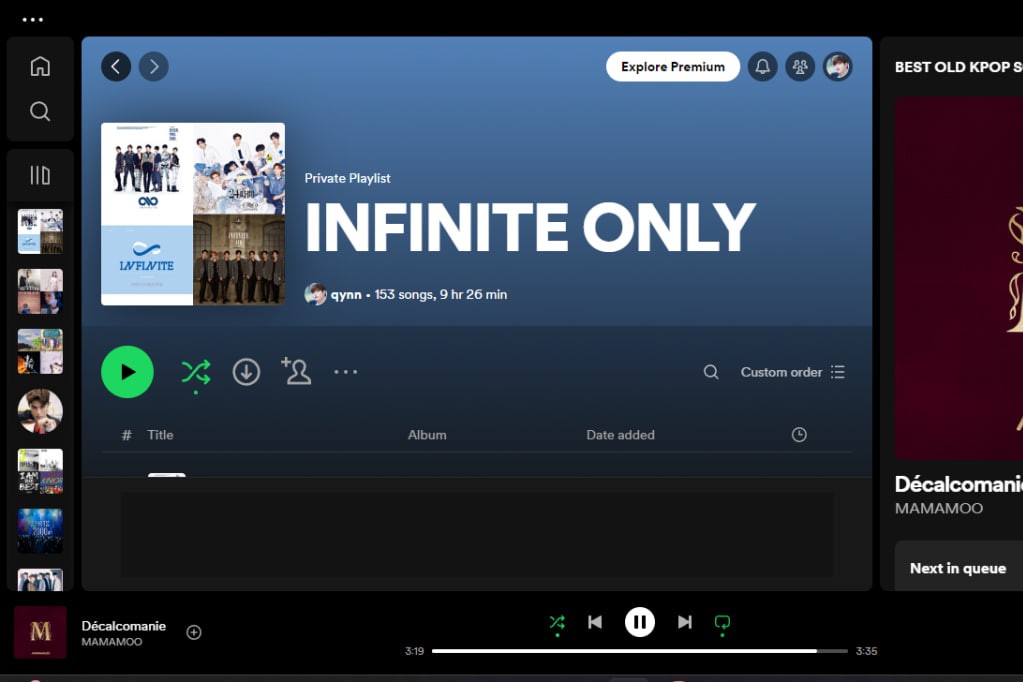 Explore Premium
BEST OLD KPOP S
Private Playlist
INFINITE ONLY
INFINITE
qynn • 153 songs, 9 hr 26 min
Custom order
# Title Album Date added
Décalcomanie
MAMAMOO
Next in queue
M
Décalcomanie
MAMAMOO
3:19
3:35